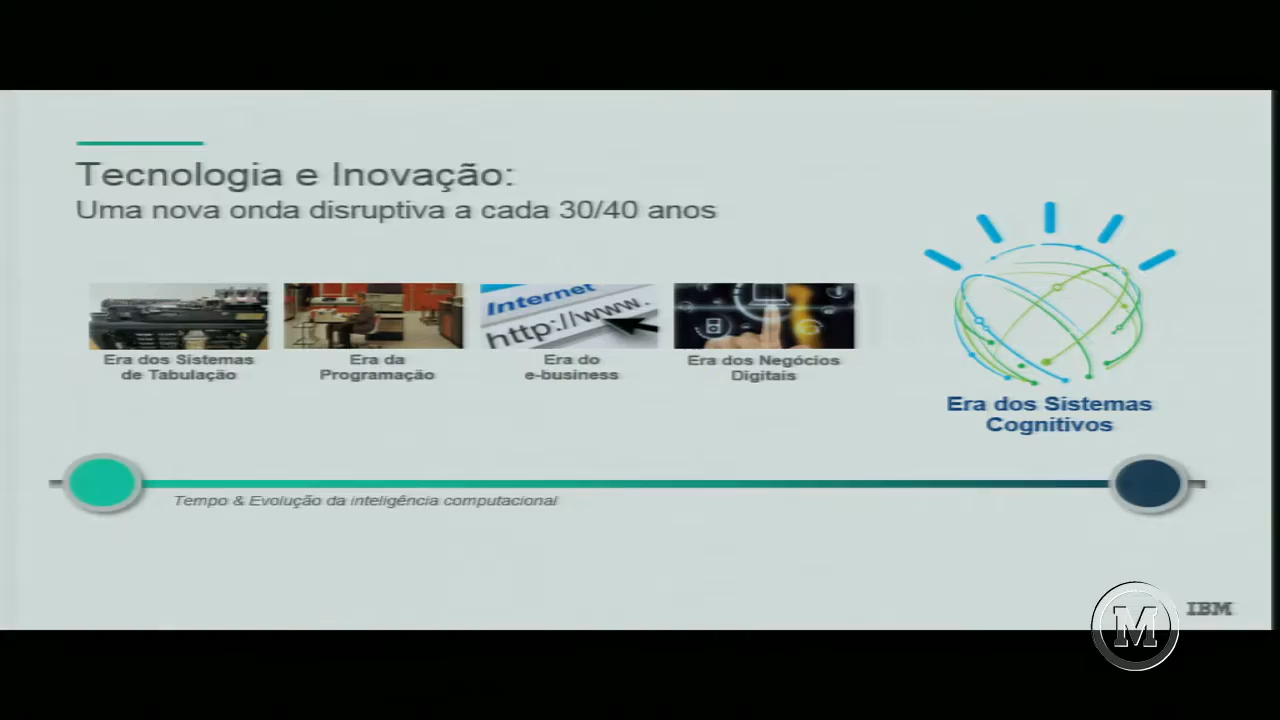 Tecnologia e Inovação:
Uma nova onda disruptiva a cada 30/40 anos
Internet
http://www.
Era dos Sistemas
de Tabulação
Era da
Programação
Era do
e-business
Era dos Negócios
Digitais
Era dos Sistemas
Cognitivos
Tempo & Evolução da inteligência computacional
IBM
M